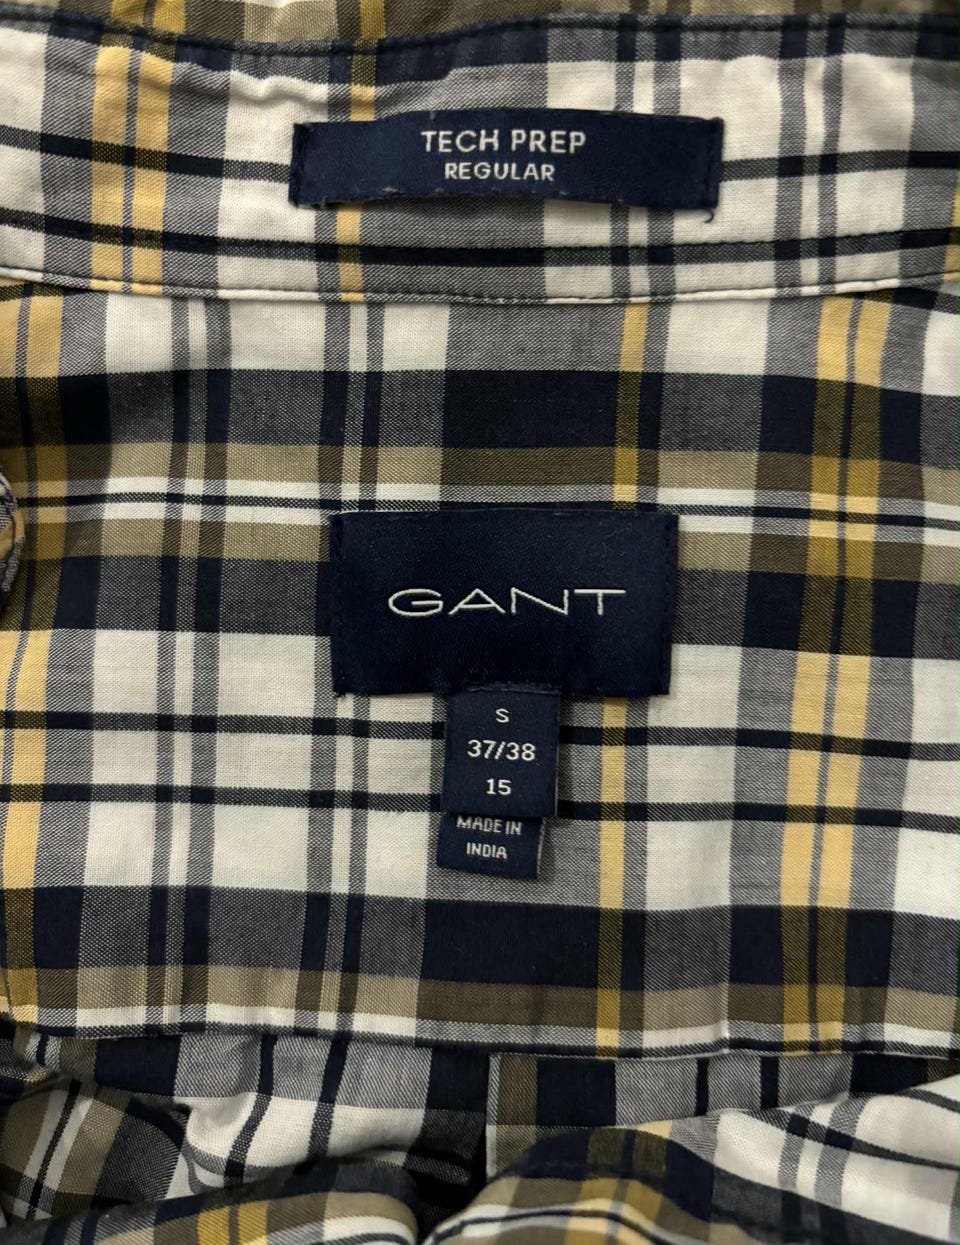 TECH PREP
REGULAR
GANT
S
37/38
15
MADE IN
INDIA